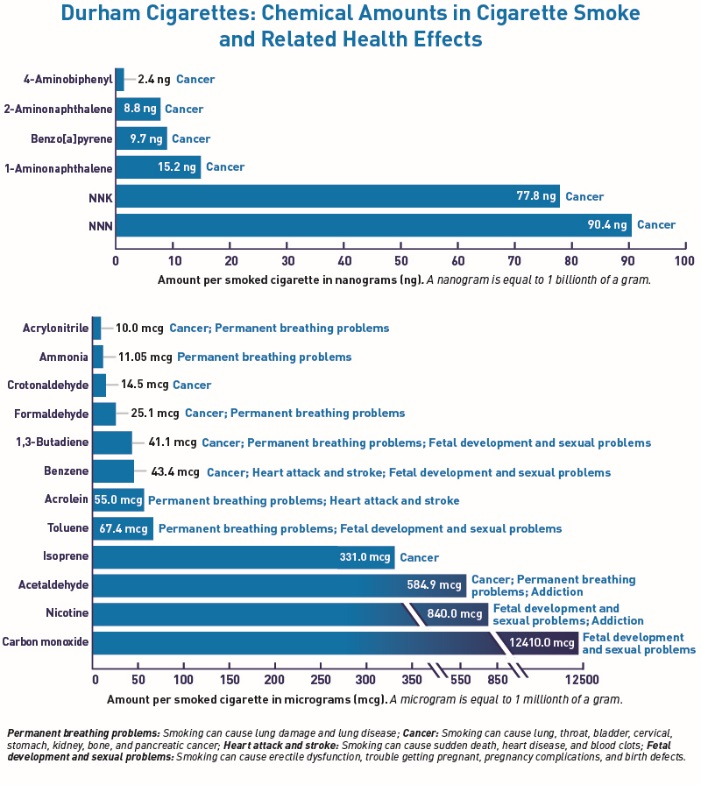 Durham Cigarettes: Chemical Amounts in Cigarette Smoke
and Related Health Effects
4-Aminobiphenyl 2.4 ng Cancer
2-Aminonaphthalene 8.8 ng Cancer
Benzo[a]pyrene 9.7 ng Cancer
1-Aminonaphthalene 15.2 ng Cancer
NNK 77.8 ng Cancer
NNN 90.4 ng Cancer
0 10 20 30 40 50 60 70 80 90 100
Amount per smoked cigarette in nanograms (ng). A nanogram is equal to 1 billionth of a gram.
Acrylonitrile 10.0 mcg Cancer; Permanent breathing problems
Ammonia 11.05 mcg Permanent breathing problems
Crotonaldehyde 14.5 mcg Cancer
Formaldehyde 25.1 mcg Cancer; Permanent breathing problems
1,3-Butadiene 41.1 mcg Cancer; Permanent breathing problems; Fetal development and sexual problems
Benzene 43.4 mcg Cancer; Heart attack and stroke; Fetal development and sexual problems
Acrolein 55.0 mcg Permanent breathing problems; Heart attack and stroke
Toluene 67.4 mcg Permanent breathing problems; Fetal development and sexual problems
Isoprene 331.0 mcg Cancer
Acetaldehyde 584.9 mcg Cancer; Permanent breathing
problems; Addiction
Nicotine 840.0 mcg Fetal development and
sexual problems; Addiction
Carbon monoxide 12410.0 mcg Fetal development
and sexual problems
0 50 100 150 200 250 300 350 550 850 12500
Amount per smoked cigarette in micrograms (mcg). A microgram is equal to 1 millionth of a gram.
Permanent breathing problems: Smoking can cause lung damage and lung disease; Cancer: Smoking can cause lung, throat, bladder, cervical,
stomach, kidney, bone, and pancreatic cancer; Heart attack and stroke: Smoking can cause sudden death, heart disease, and blood clots; Fetal
development and sexual problems: Smoking can cause erectile dysfunction, trouble getting pregnant, pregnancy complications, and birth defects.